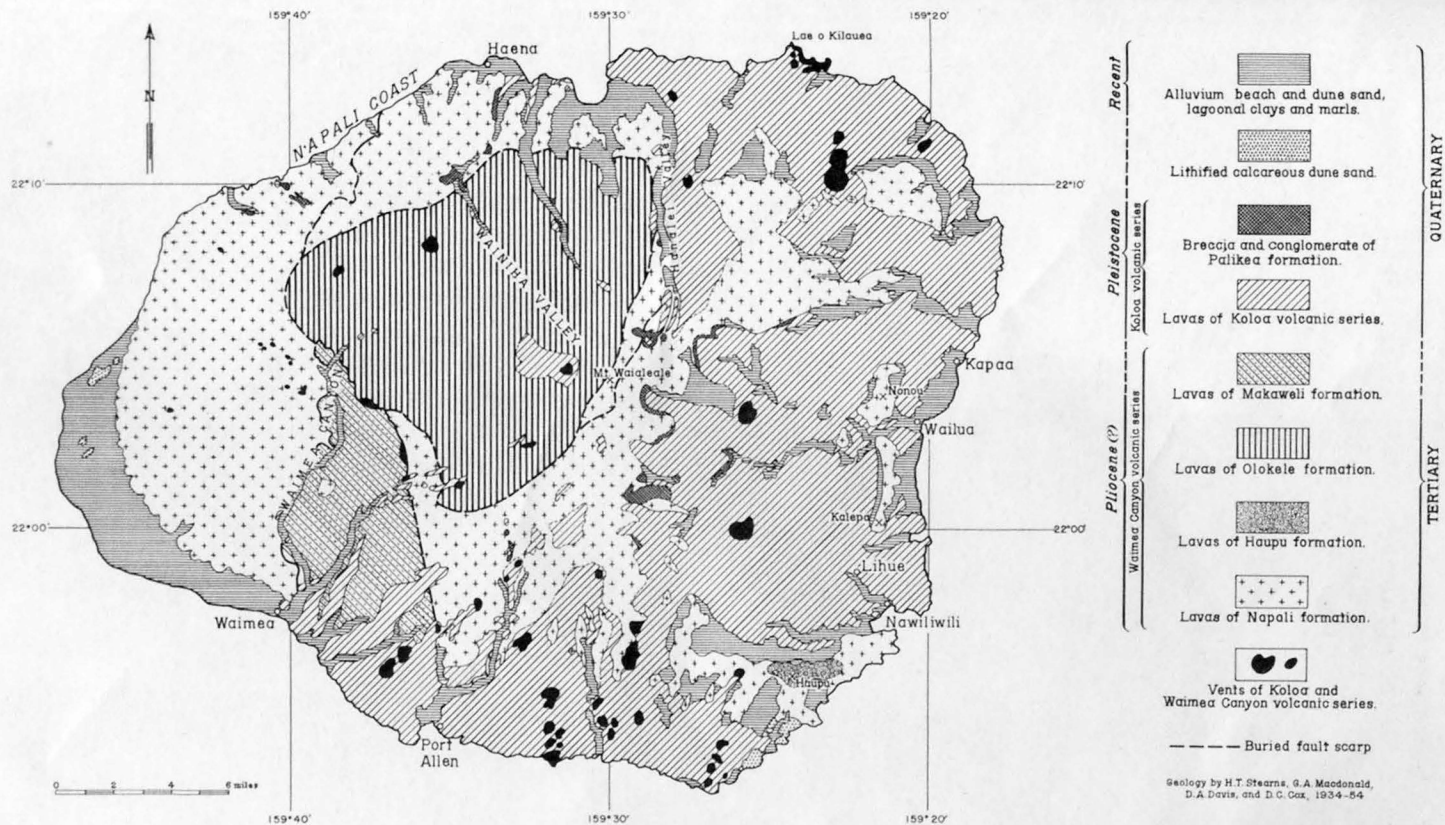 159°40'
159°30'
159°20'
N
Haena
Lae o Kilauea
NAPALI COAST
22°10'
22°10'
Hanalei Valley
WAINIHA VALLEY
Mt. Waialeale
Kapaa
Nonou
WAIMEA CANYON
Wailua
22°00'
22°00'
Kalepa
Lihue
Waimea
Nawiliwili
Haupu
Port
Allen
0 2 4 6 miles
159°40'
159°30'
159°20'
Recent
Pleistocene
Koloa volcanic series
Pliocene (?)
Waimea Canyon volcanic series
Alluvium beach and dune sand,
lagoonal clays and marls.
Lithified calcareous dune sand.
Breccia and conglomerate of
Palikea formation.
Lavas of Koloa volcanic series.
Lavas of Makaweli formation.
Lavas of Olokele formation.
Lavas of Haupu formation.
Lavas of Napali formation.
Vents of Koloa and
Waimea Canyon volcanic series.
Buried fault scarp
QUATERNARY
TERTIARY
Geology by H.T. Stearns, G.A. Macdonald,
D.A. Davis, and D.C. Cox, 1934-54